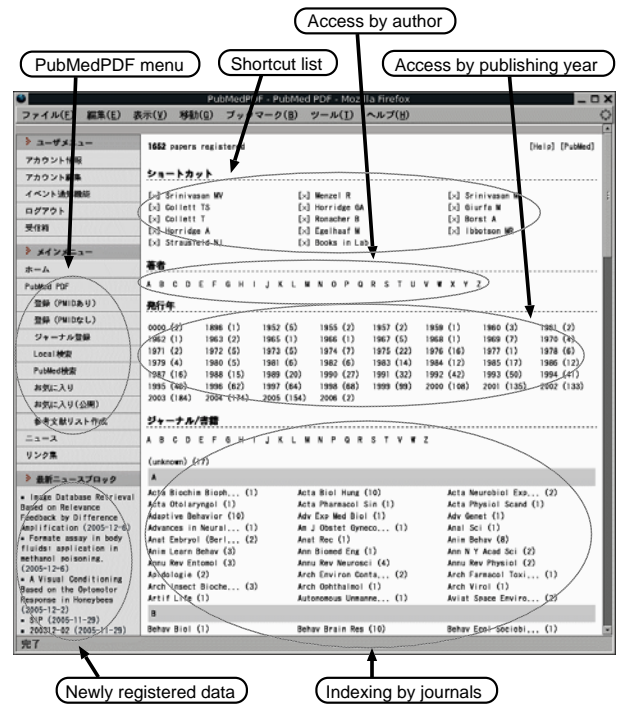 Access by author
PubMedPDF menu
Shortcut list
Access by publishing year
PubMedPDF - PubMed PDF - Mozilla Firefox
ファイル(F) 編集(E) 表示(V) 移動(G) ブックマーク(B) ツール(T) ヘルプ(H)
ユーザメニュー
アカウント情報
アカウント編集
イベント通知機能
ログアウト
受信箱
メインメニュー
ホーム
PubMed PDF
登録 (PMIDあり)
登録 (PMIDなし)
ジャーナル登録
Local検索
PubMed検索
お気に入り
お気に入り(公開)
参考文献リスト作成
ニュース
リンク集
最新ニュースブロック
Image Database Retrieval
Based on Relevance
Feedback by Difference
Amplification (2005-12-6)
Formate assay in body
fluids: application in
methanol poisoning.
(2005-12-6)
A Visual Conditioning
Based on the Optomotor
Response in Honeybees
(2005-12-2)
SIP (2005-11-29)
200312-02 (2005-11-29)
1652 papers registered [Help] [PubMed]
ショートカット
[x] Srinivasan MV [x] Menzel R [x] Srinivasan
[x] Collett TS [x] Horridge GA [x] Giurfa M
[x] Collett T [x] Ronacher B [x] Borst A
[x] Horridge A [x] Egelhaaf M [x] Ibbotson MR
[x] Strausfeld NJ [x] Books in Lab
著者
A B C D E F G H I J K L M N O P Q R S T U V W X Y Z
発行年
0000 (2) 1896 (1) 1952 (5) 1955 (2) 1957 (2) 1959 (1) 1960 (3) 1961 (2)
1962 (1) 1963 (2) 1965 (1) 1966 (1) 1967 (5) 1968 (1) 1969 (7) 1970 (4)
1971 (2) 1972 (5) 1973 (5) 1974 (7) 1975 (22) 1976 (16) 1977 (1) 1978 (6)
1979 (4) 1980 (5) 1981 (6) 1982 (6) 1983 (14) 1984 (12) 1985 (17) 1986 (12)
1987 (16) 1988 (15) 1989 (20) 1990 (27) 1991 (32) 1992 (42) 1993 (50) 1994 (41)
1995 (48) 1996 (62) 1997 (64) 1998 (68) 1999 (99) 2000 (108) 2001 (135) 2002 (133)
2003 (184) 2004 (174) 2005 (154) 2006 (2)
ジャーナル/書籍
A B C D E F G H I J K L M N O P Q R S T V W Z
(unknown) (17)
A
Acta Biochim Bioph... (1) Acta Biol Hung (10) Acta Neurobiol Exp... (2)
Acta Otolaryngol (1) Acta Pharmacol Sin (1) Acta Physiol Scand (1)
Adaptive Behavior (10) Adv Exp Med Biol (1) Adv Genet (1)
Advances in Neural... (1) Am J Obstet Gyneco... (1) Anal Sci (1)
Anat Embryol (Berl... (2) Anat Rec (1) Anim Behav (8)
Anim Learn Behav (3) Ann Biomed Eng (1) Ann N Y Acad Sci (2)
Annu Rev Entomol (3) Annu Rev Neurosci (4) Annu Rev Physiol (2)
Apidologie (2) Arch Environ Conta... (2) Arch Farmacol Toxi... (1)
Arch Insect Bioche... (3) Arch Ophthalmol (1) Arch Virol (1)
Artif Life (1) Autonomous Unmanne... (1) Aviat Space Enviro... (2)
B
Behav Biol (1) Behav Brain Res (10) Behav Ecol Sociobi... (1)
完了
Newly registered data
Indexing by journals